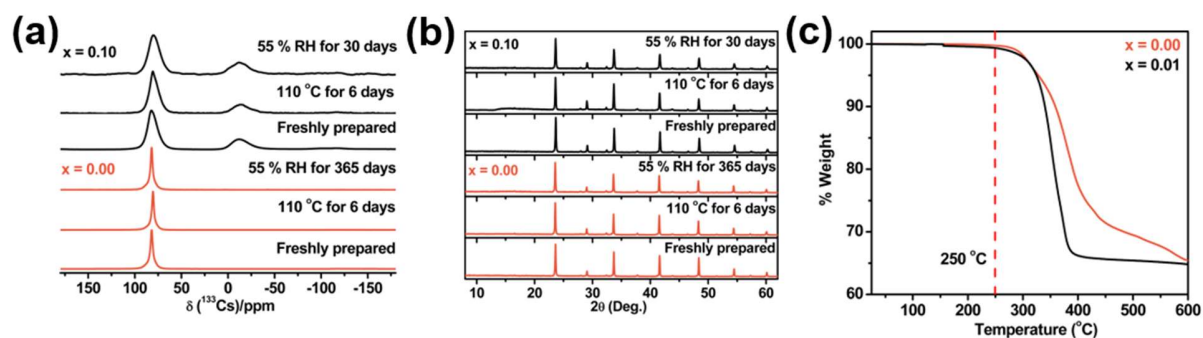 (a)
x = 0.10
55 % RH for 30 days
110 °C for 6 days
Freshly prepared
x = 0.00
55 % RH for 365 days
110 °C for 6 days
Freshly prepared
150 100 50 0 -50 -100 -150
δ (¹³³Cs)/ppm
(b)
x = 0.10
55 % RH for 30 days
110 °C for 6 days
Freshly prepared
x = 0.00
55 % RH for 365 days
110 °C for 6 days
Freshly prepared
10 20 30 40 50 60
2θ (Deg.)
(c)
x = 0.00
x = 0.01
100
90
80
70
60
% Weight
250 °C
100 200 300 400 500 600
Temperature (°C)